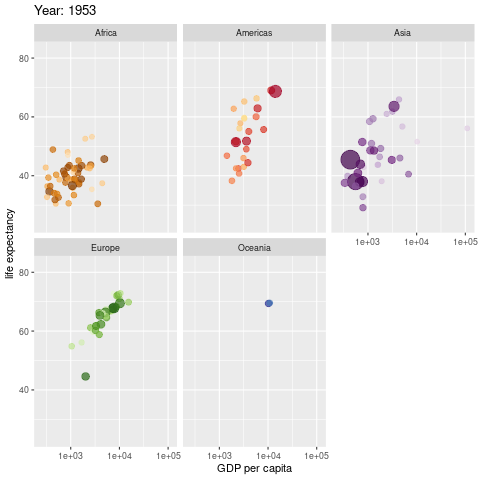 Year: 1953
Africa
Americas
Asia
80
60
40
1e+03 1e+04 1e+05
life expectancy
Europe
Oceania
80
60
40
1e+03 1e+04 1e+05
1e+03 1e+04 1e+05
GDP per capita